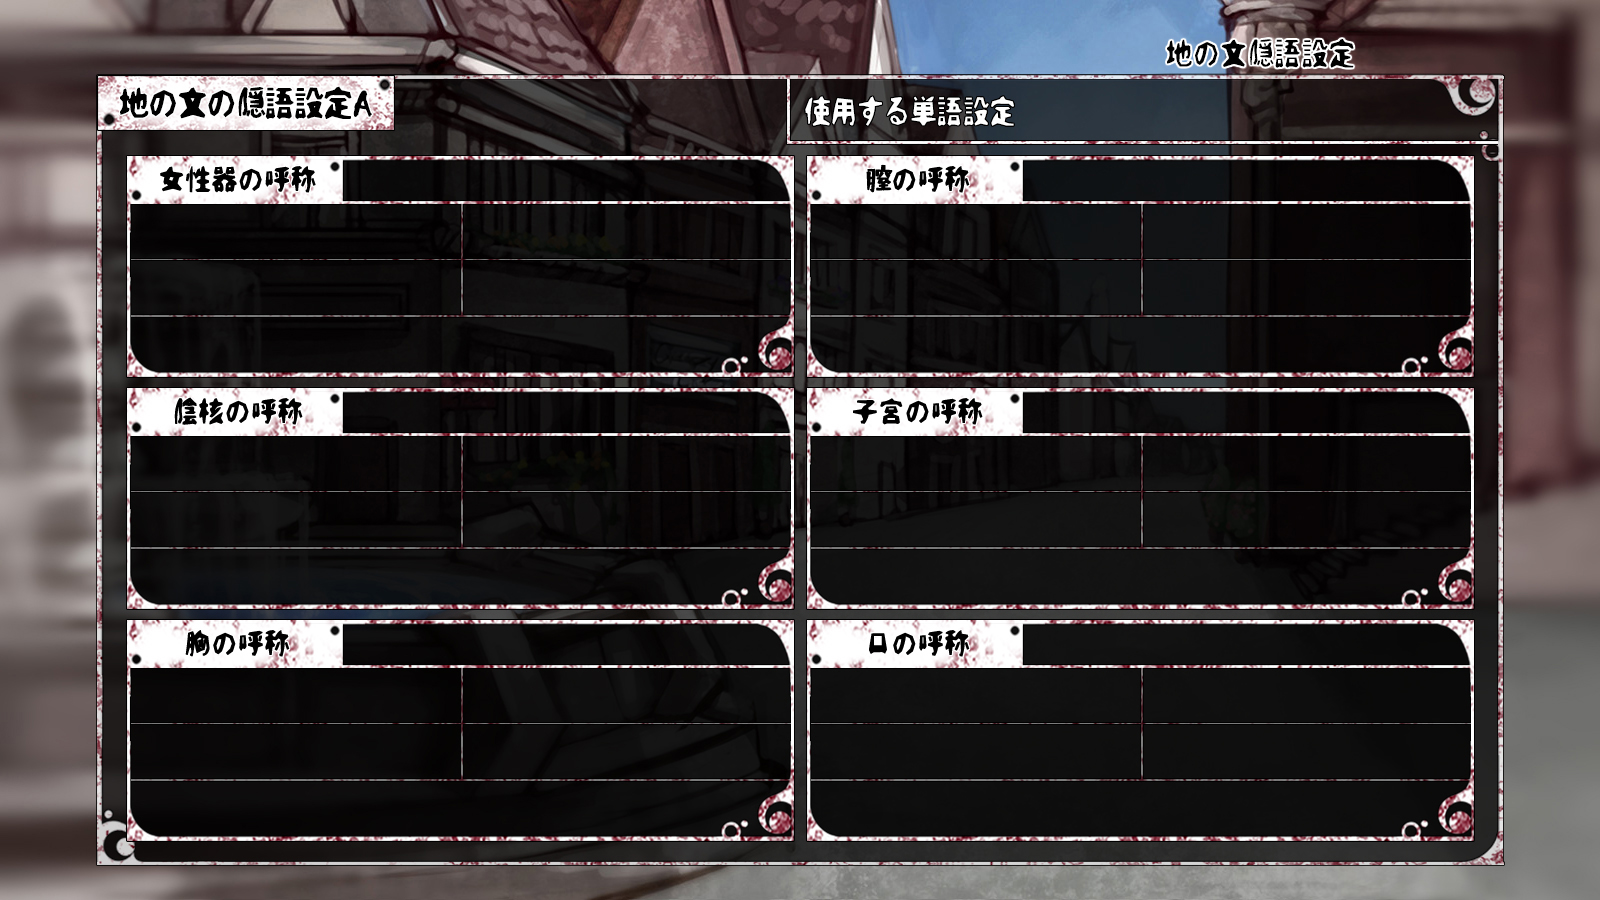 地の文隠語設定
地の文の隠語設定A
使用する単語設定
女性器の呼称
膣の呼称
陰核の呼称
子宮の呼称
胸の呼称
口の呼称